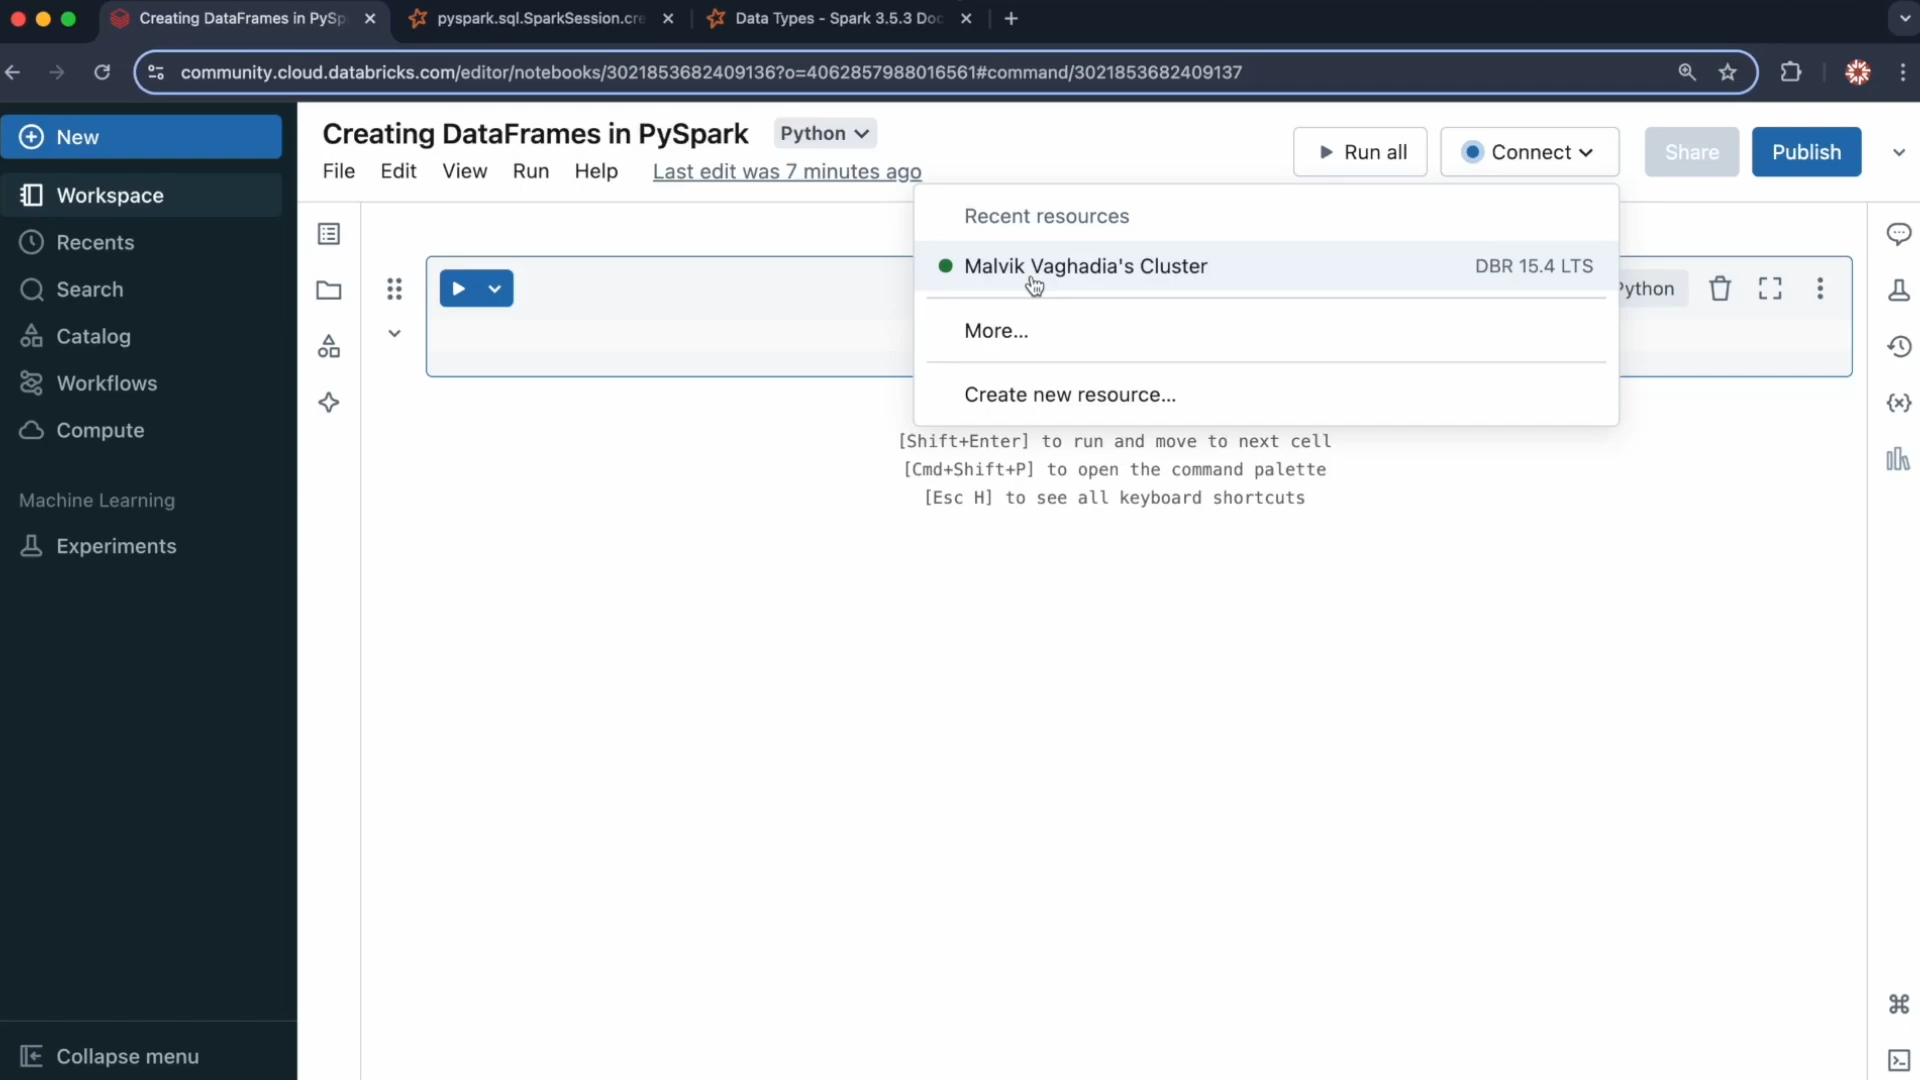 Creating DataFrames in PySp
pyspark.sql.SparkSession.cre
Data Types - Spark 3.5.3 Doc
community.cloud.databricks.com/editor/notebooks/3021853682409136?o=4062857988016561#command/3021853682409137
New
Workspace
Recents
Search
Catalog
Workflows
Compute
Machine Learning
Experiments
Collapse menu
Creating DataFrames in PySpark
Python
File Edit View Run Help Last edit was 7 minutes ago
Run all
Connect
Share
Publish
Recent resources
Malvik Vaghadia's Cluster DBR 15.4 LTS
More...
Create new resource...
Python
[Shift+Enter] to run and move to next cell
[Cmd+Shift+P] to open the command palette
[Esc H] to see all keyboard shortcuts